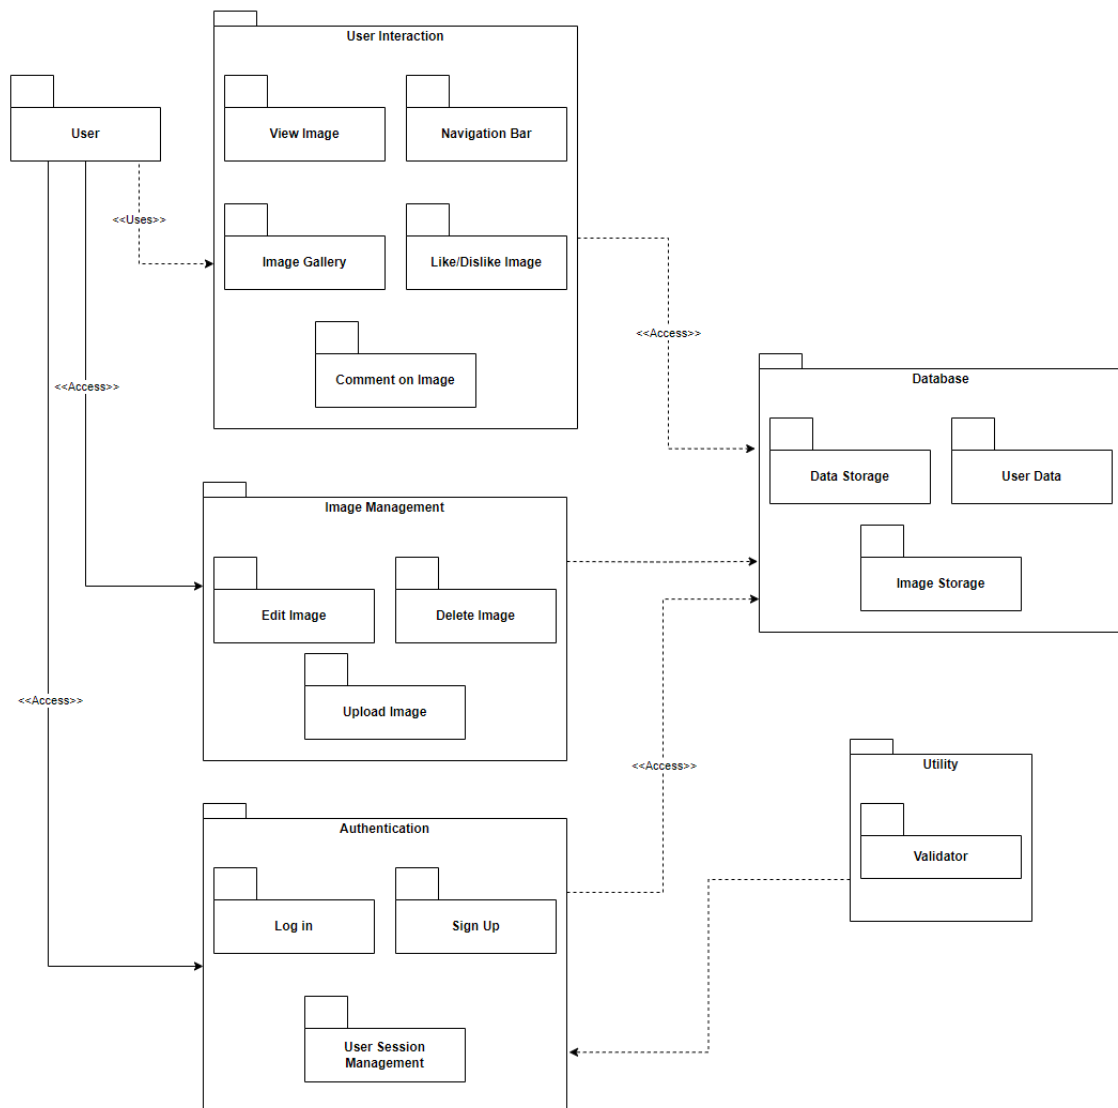 User Interaction
User
View Image
Navigation Bar
<<Uses>>
Image Gallery
Like/Dislike Image
<<Access>>
Comment on Image
<<Access>>
Database
Data Storage
User Data
Image Storage
Image Management
Edit Image
Delete Image
Upload Image
<<Access>>
<<Access>>
Utility
Validator
Authentication
Log in
Sign Up
User Session
Management